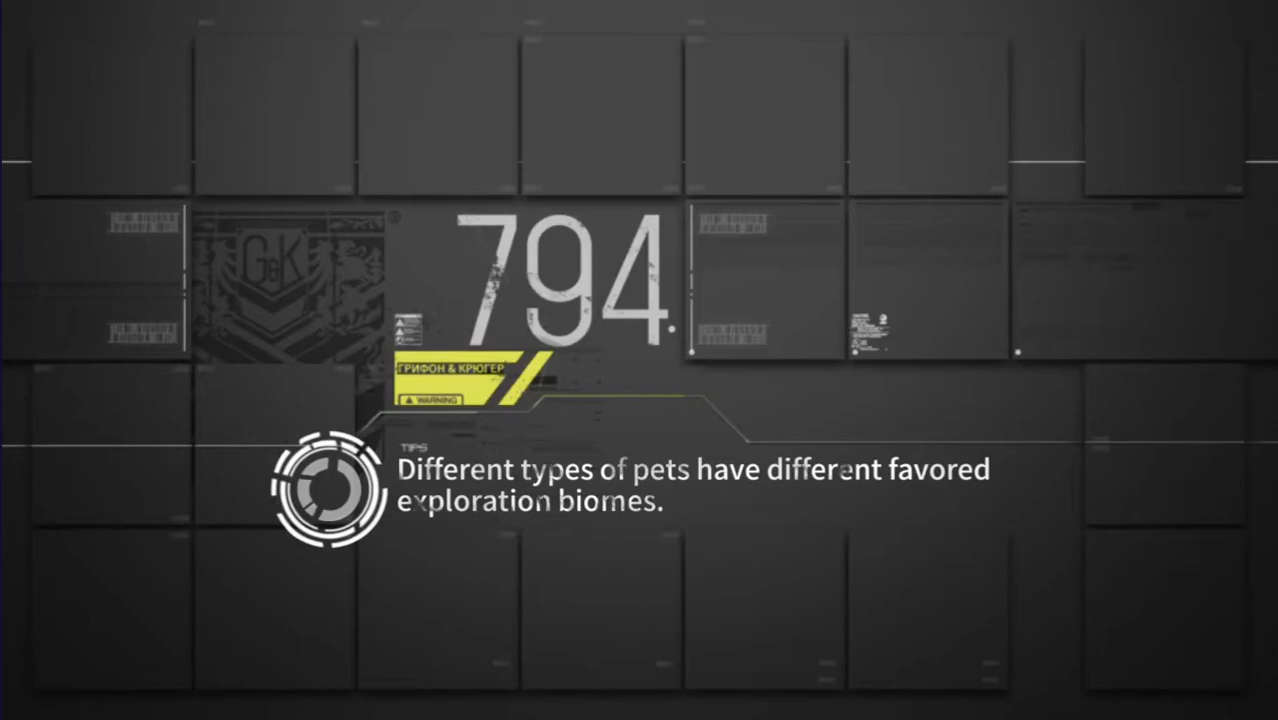 G&K
794.
ГРИФОН & КРЮГЕР
WARNING
TIPS
Different types of pets have different favored
exploration biomes.